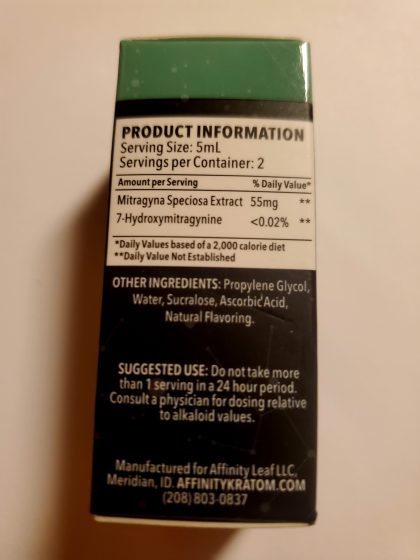 PRODUCT INFORMATION
Serving Size: 5mL
Servings per Container: 2
Amount per Serving % Daily Value*
Mitragyna Speciosa Extract 55mg **
7-Hydroxymitragynine <0.02% **
*Daily Values based of a 2,000 calorie diet
**Daily Value Not Established
OTHER INGREDIENTS: Propylene Glycol,
Water, Sucralose, Ascorbic Acid,
Natural Flavoring.
SUGGESTED USE: Do not take more
than 1 serving in a 24 hour period.
Consult a physician for dosing relative
to alkaloid values.
Manufactured for Affinity Leaf LLC,
Meridian, ID. AFFINITYKRATOM.COM
(208) 803-0837